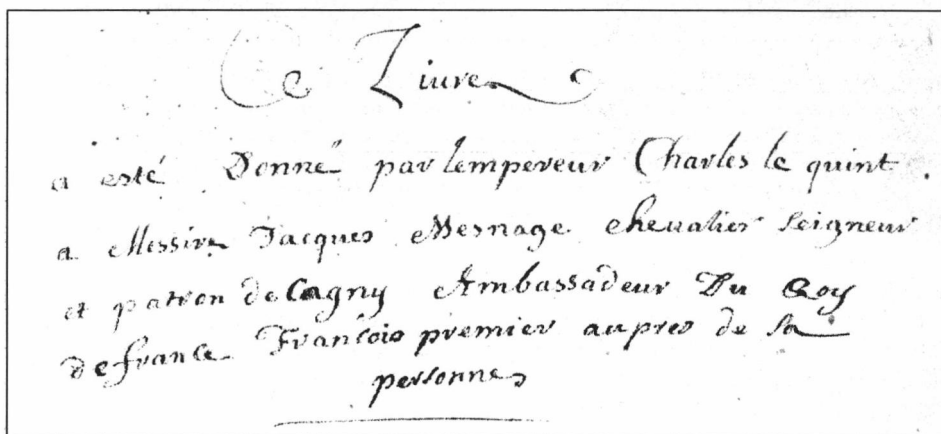 Ce Liure
a esté Donné par lempereur Charles le quint.
a Messire Jacques Mesnage chevalier seigneur
et patron de Cagny Ambassadeur Du Roy
de france François premier aupres de sa
personne